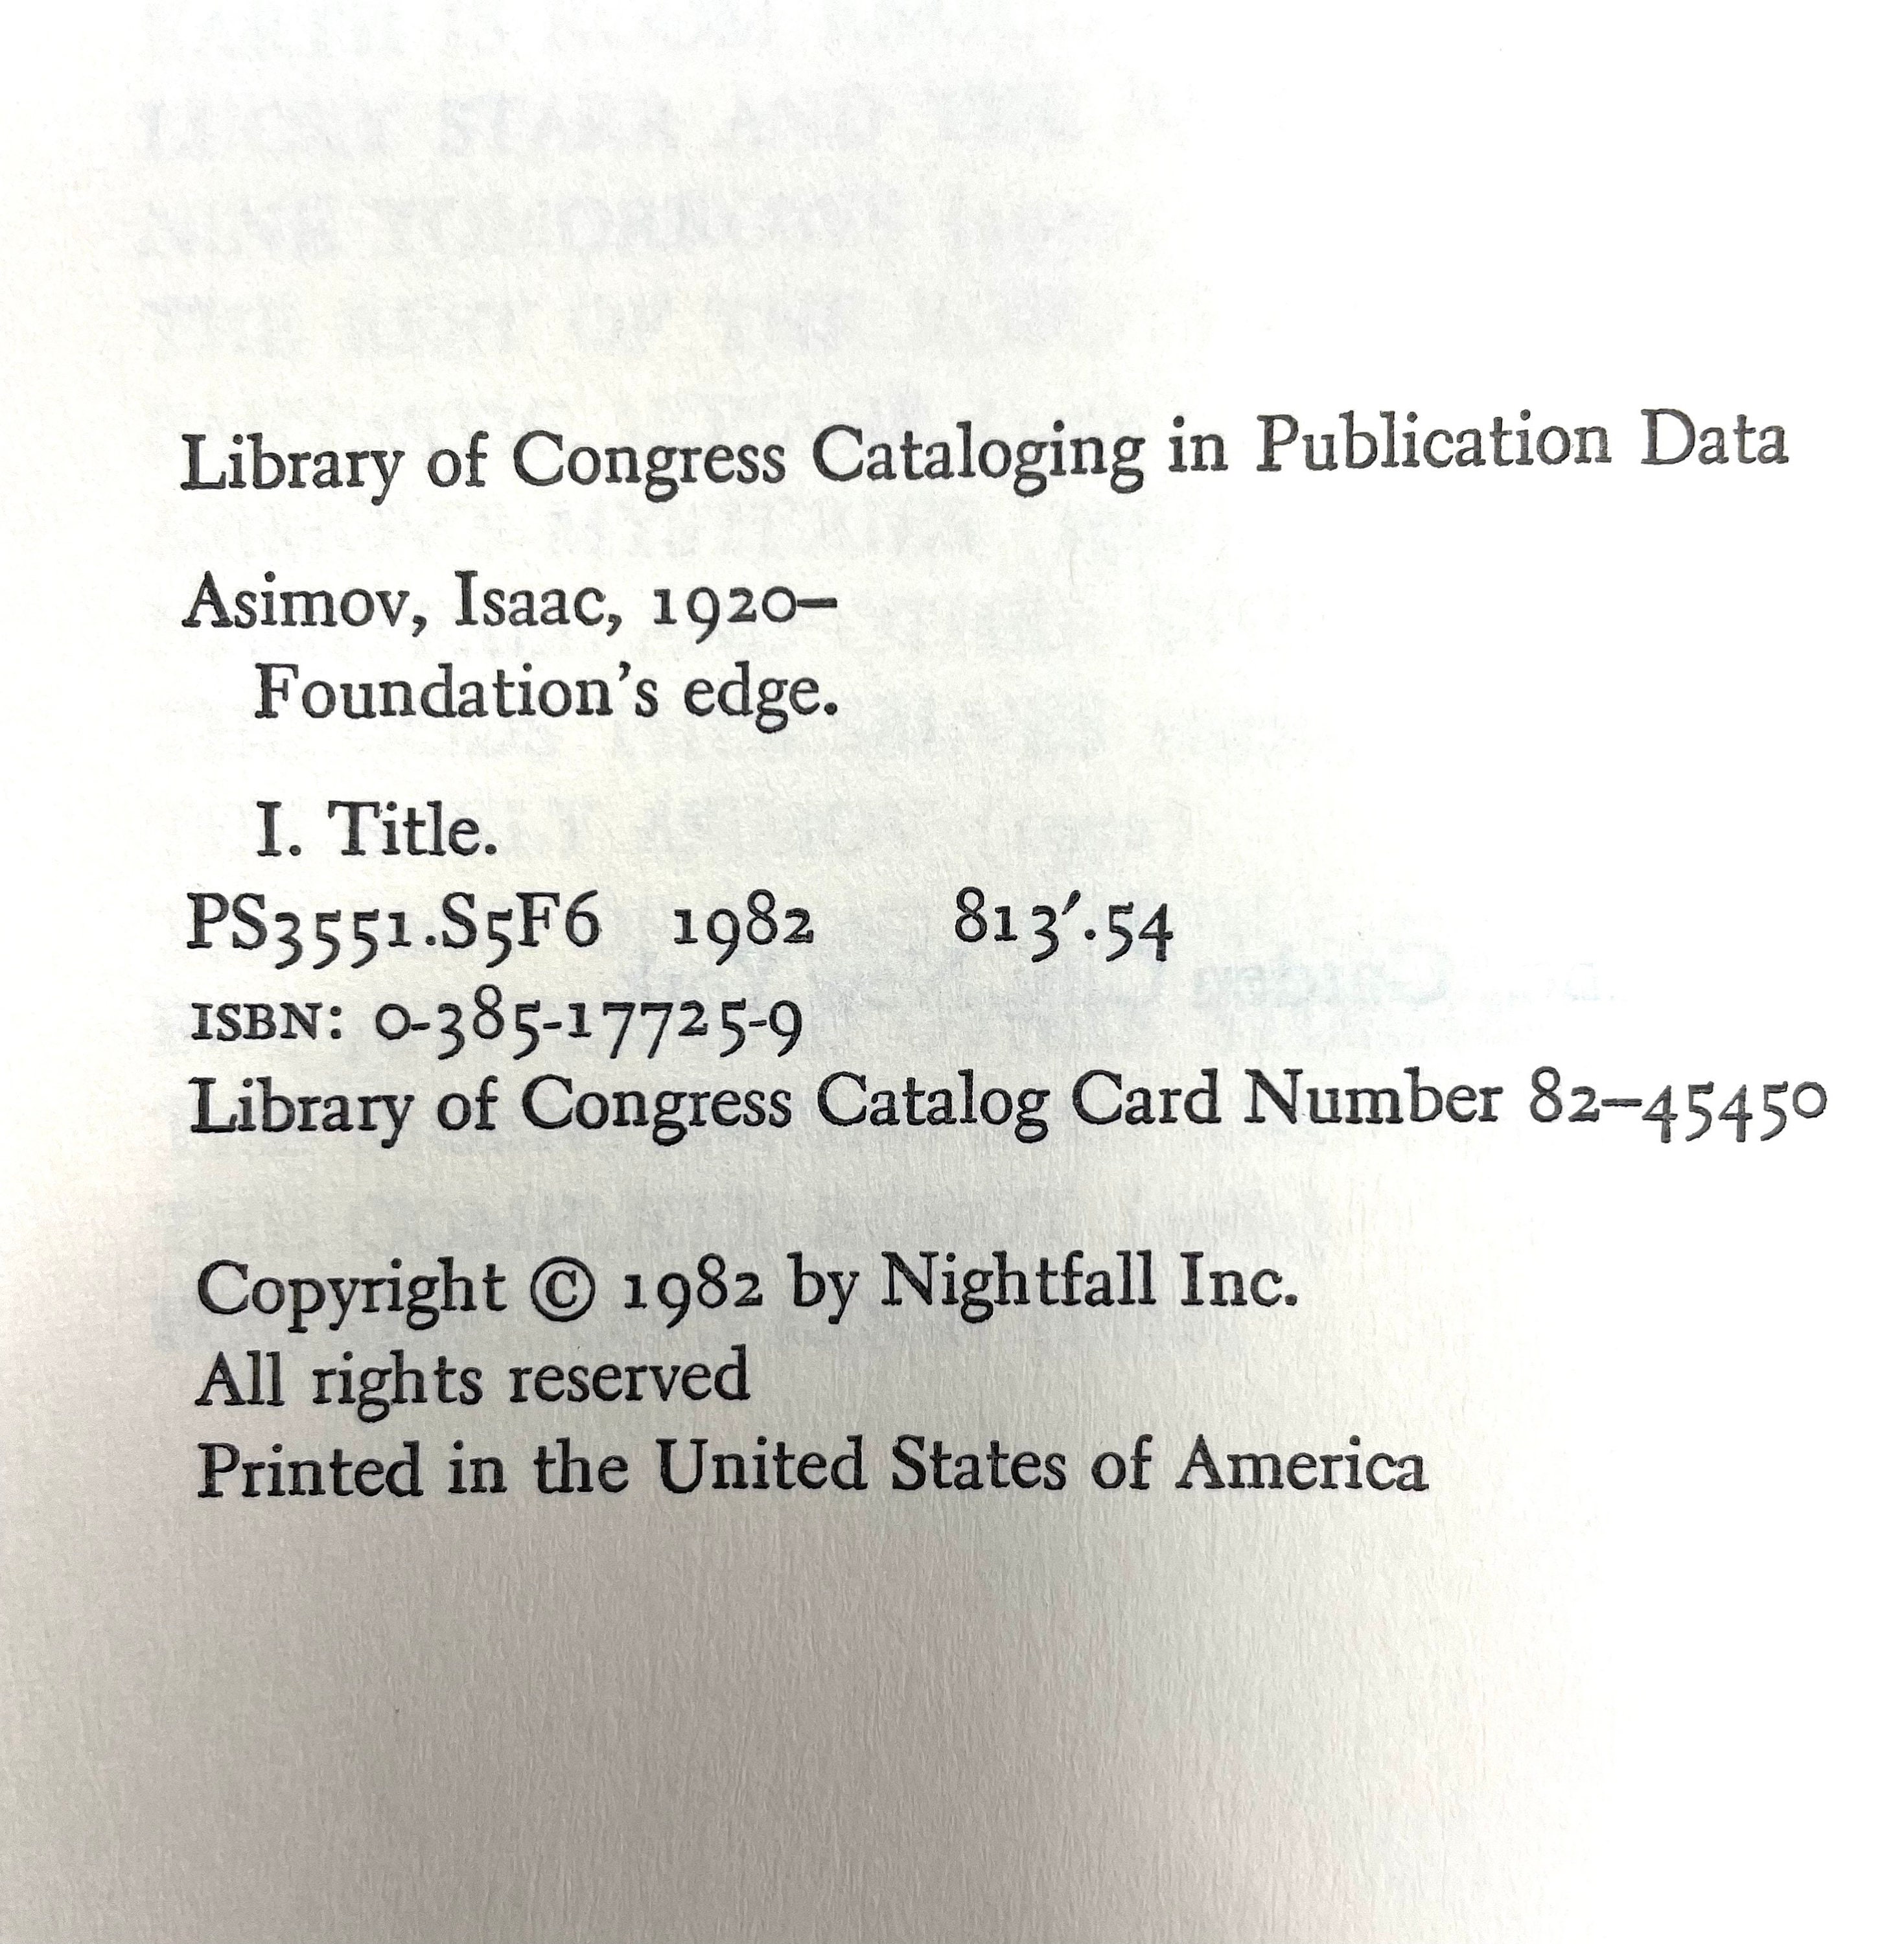 Library of Congress Cataloging in Publication Data
Asimov, Isaac, 1920–
Foundation's edge.
I. Title.
PS3551.S5F6 1982 813′.54
ISBN: 0-385-17725-9
Library of Congress Catalog Card Number 82–45450
Copyright © 1982 by Nightfall Inc.
All rights reserved
Printed in the United States of America